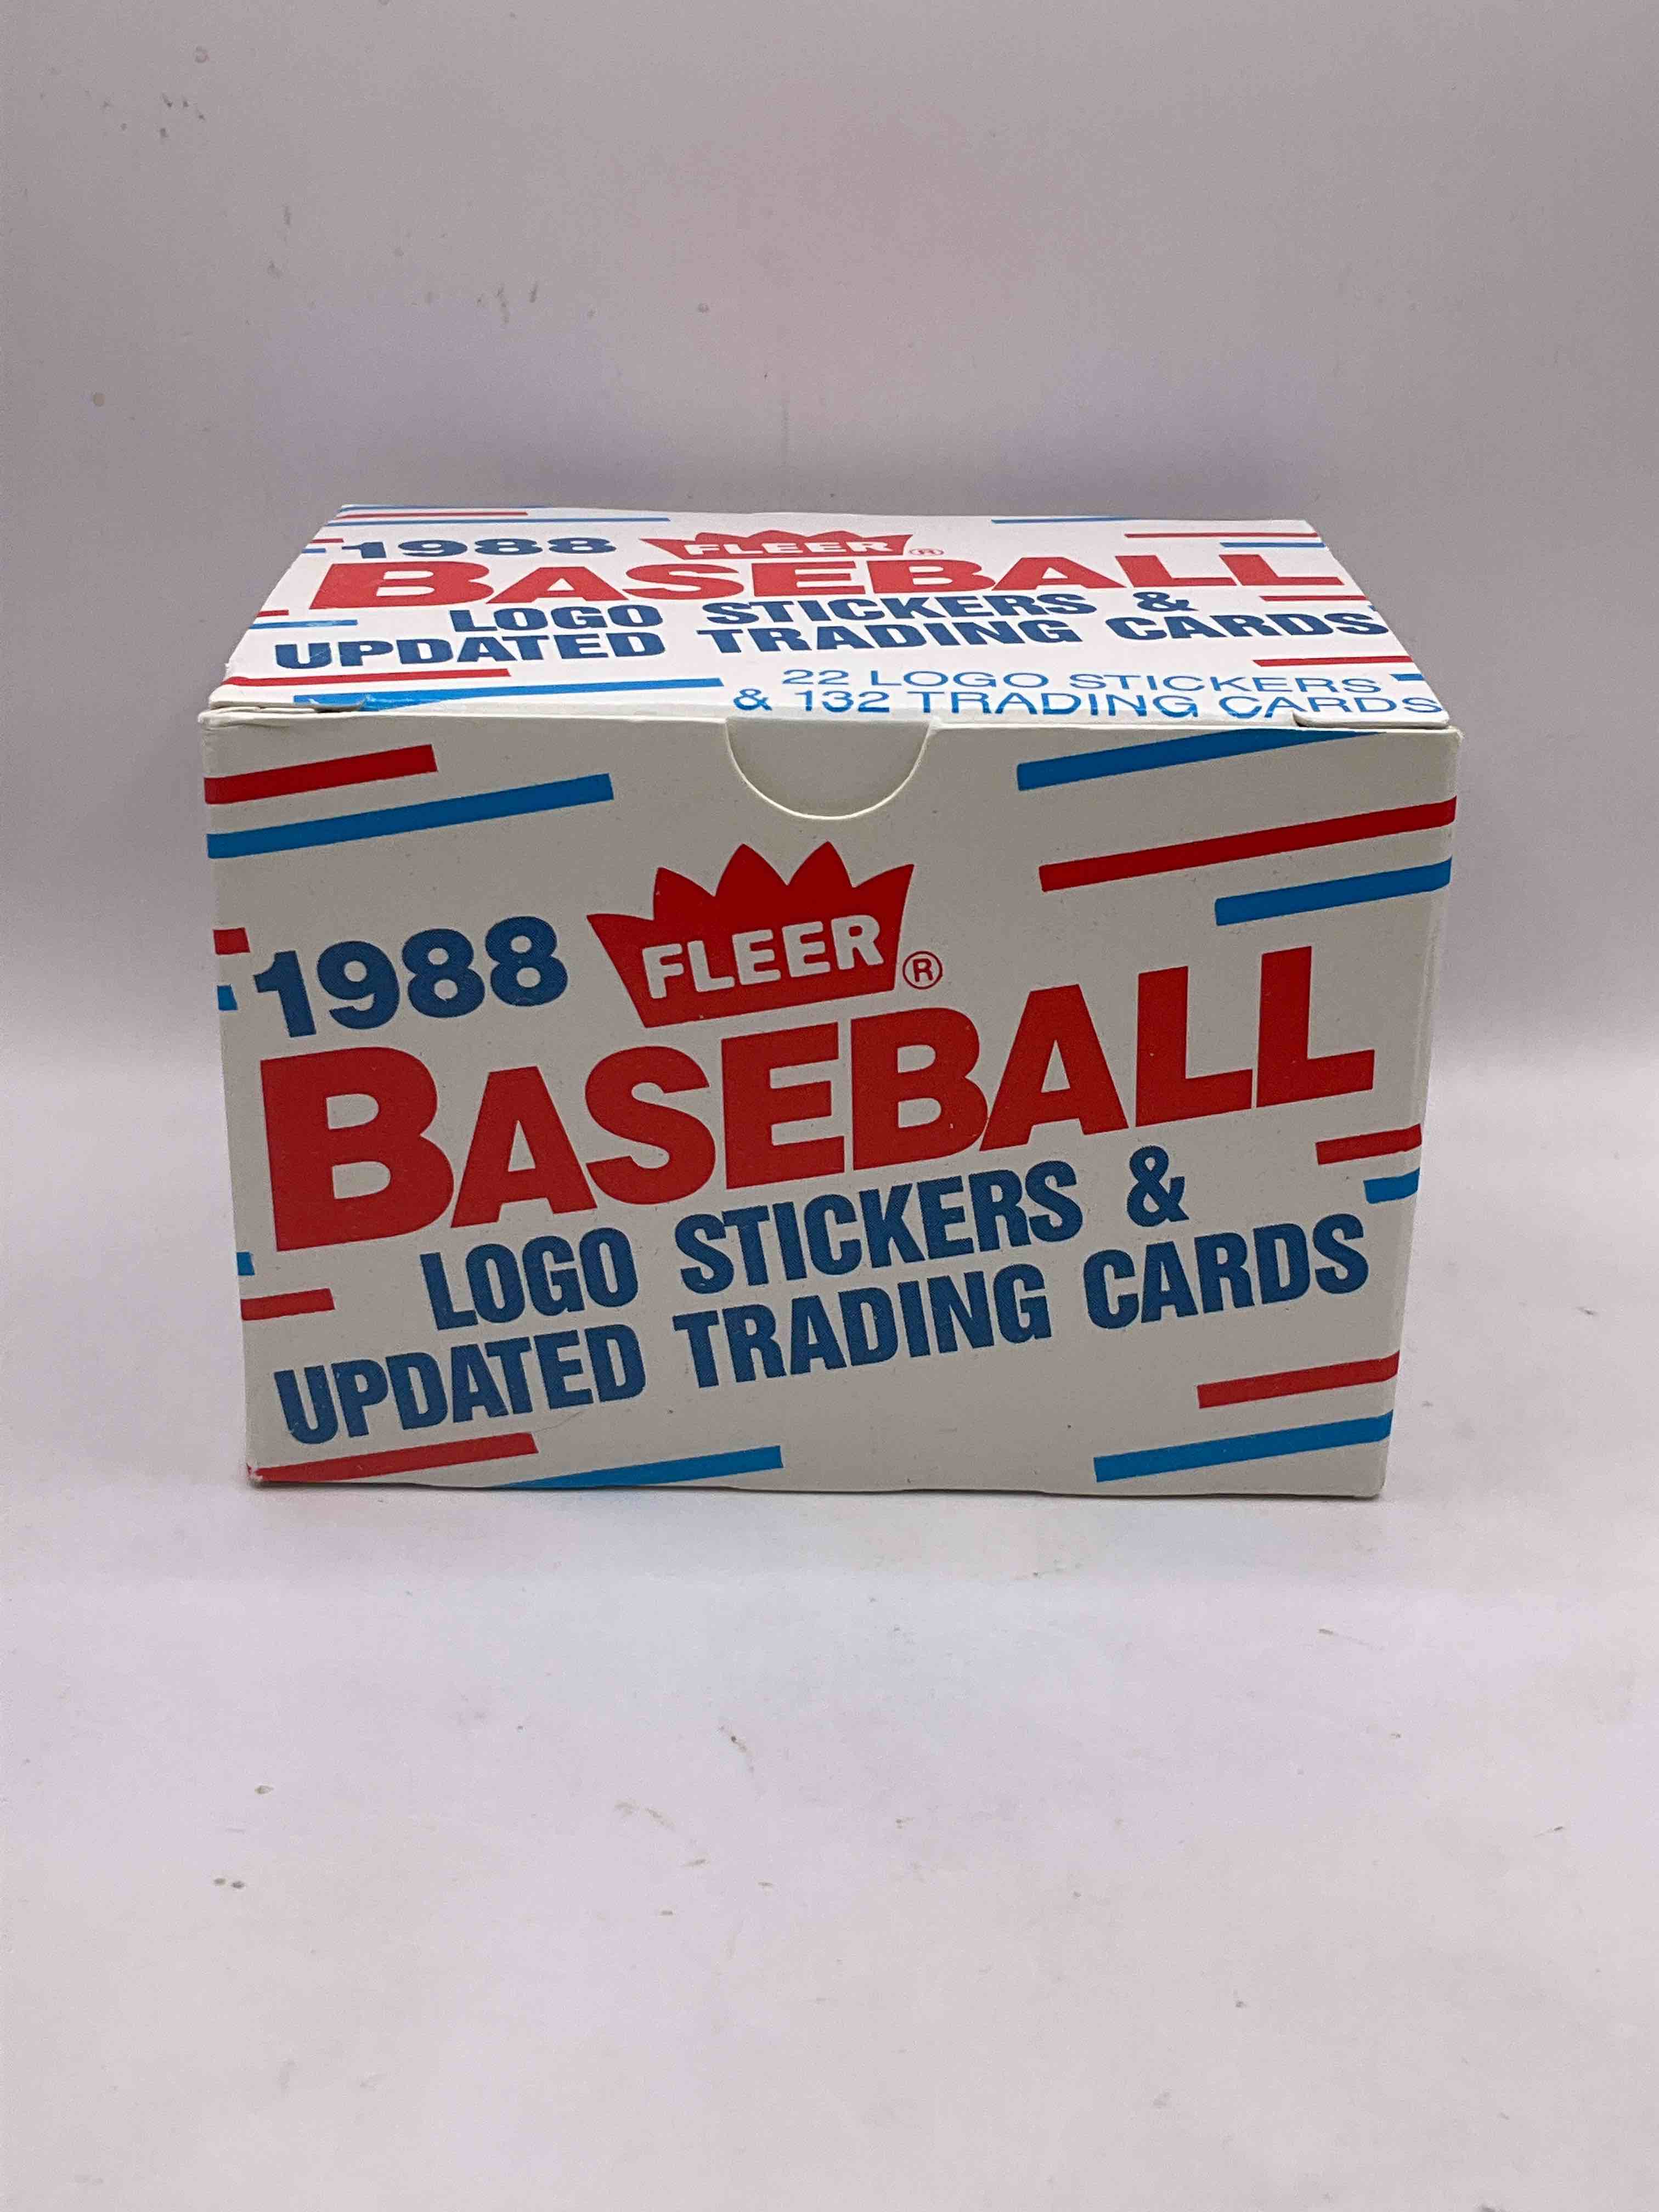 1988 FLEER®
BASEBALL
LOGO STICKERS &
UPDATED TRADING CARDS
22 LOGO STICKERS
& 132 TRADING CARDS
1988 FLEER®
BASEBALL
LOGO STICKERS &
UPDATED TRADING CARDS